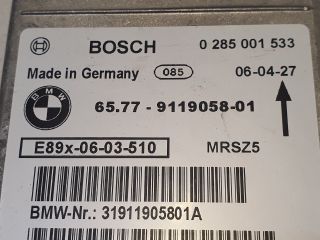 BOSCH 0 285 001 533
Made in Germany 085 06-04-27
BMW 65.77 - 9119058-01
E89x-06-03-510 MRSZ5
BMW-Nr.: 31911905801A